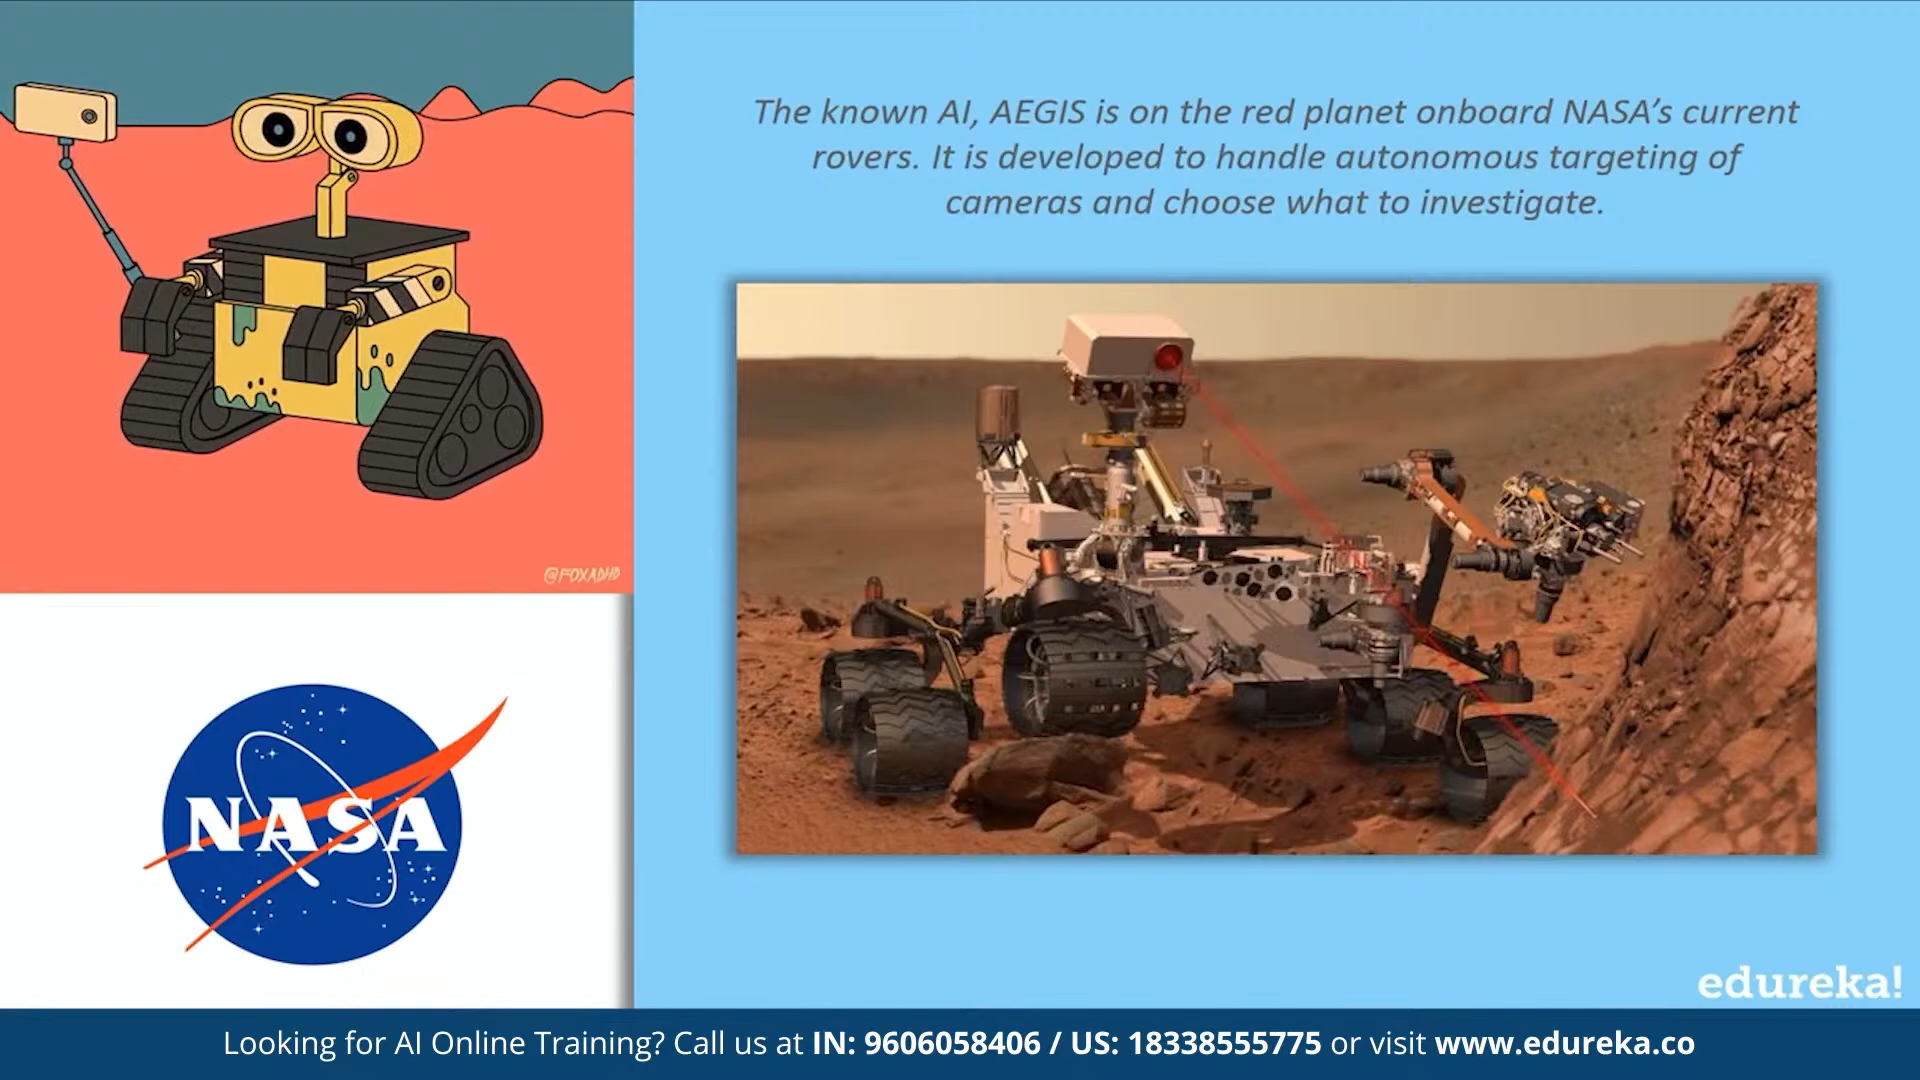 The known AI, AEGIS is on the red planet onboard NASA's current
rovers. It is developed to handle autonomous targeting of
cameras and choose what to investigate.
@FOXADHD
NASA
edureka!
Looking for AI Online Training? Call us at IN: 9606058406 / US: 18338555775 or visit www.edureka.co